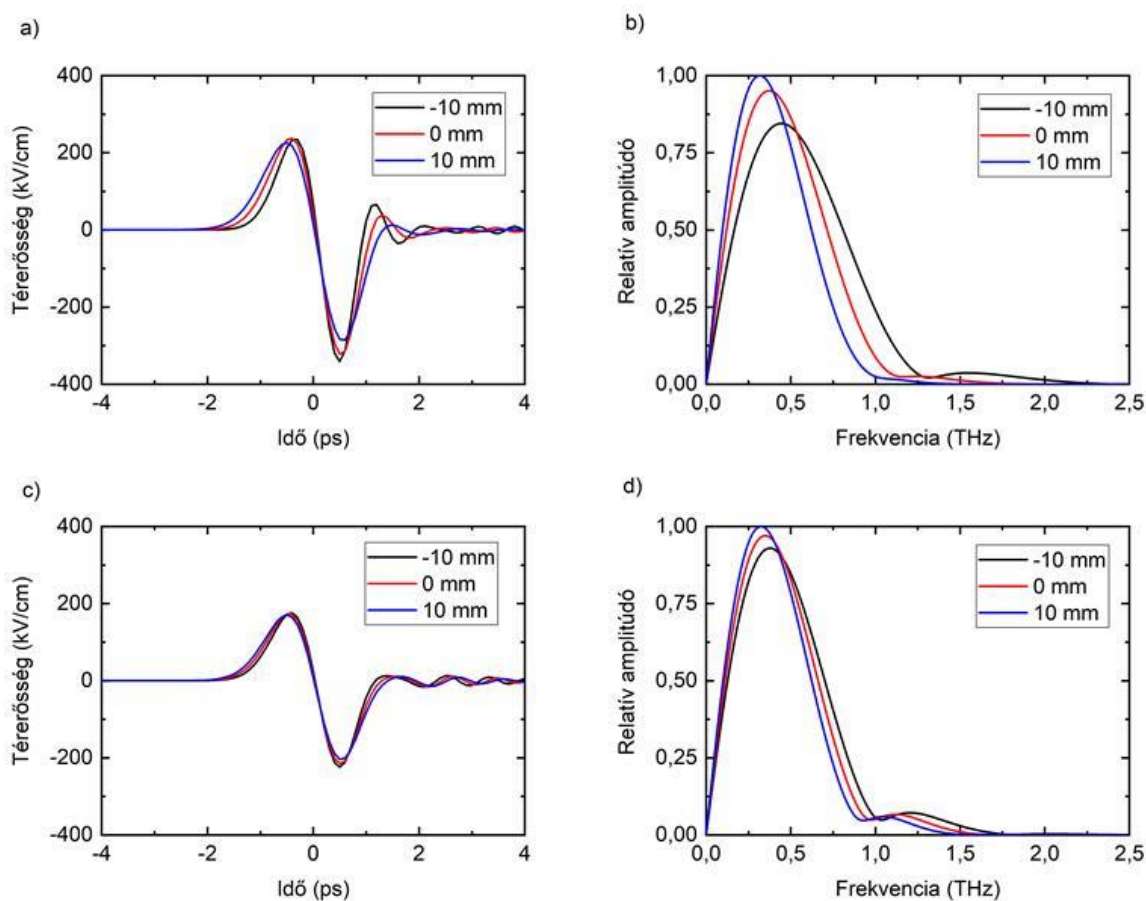 a)
400
200
0
-200
-400
Térerősség (kV/cm)
-10 mm
0 mm
10 mm
-4
-2
0
2
4
Idő (ps)
b)
1,00
0,75
0,50
0,25
0,00
Relatív amplitúdó
-10 mm
0 mm
10 mm
0,0
0,5
1,0
1,5
2,0
2,5
Frekvencia (THz)
c)
400
200
0
-200
-400
Térerősség (kV/cm)
-10 mm
0 mm
10 mm
-4
-2
0
2
4
Idő (ps)
d)
1,00
0,75
0,50
0,25
0,00
Relatív amplitúdó
-10 mm
0 mm
10 mm
0,0
0,5
1,0
1,5
2,0
2,5
Frekvencia (THz)